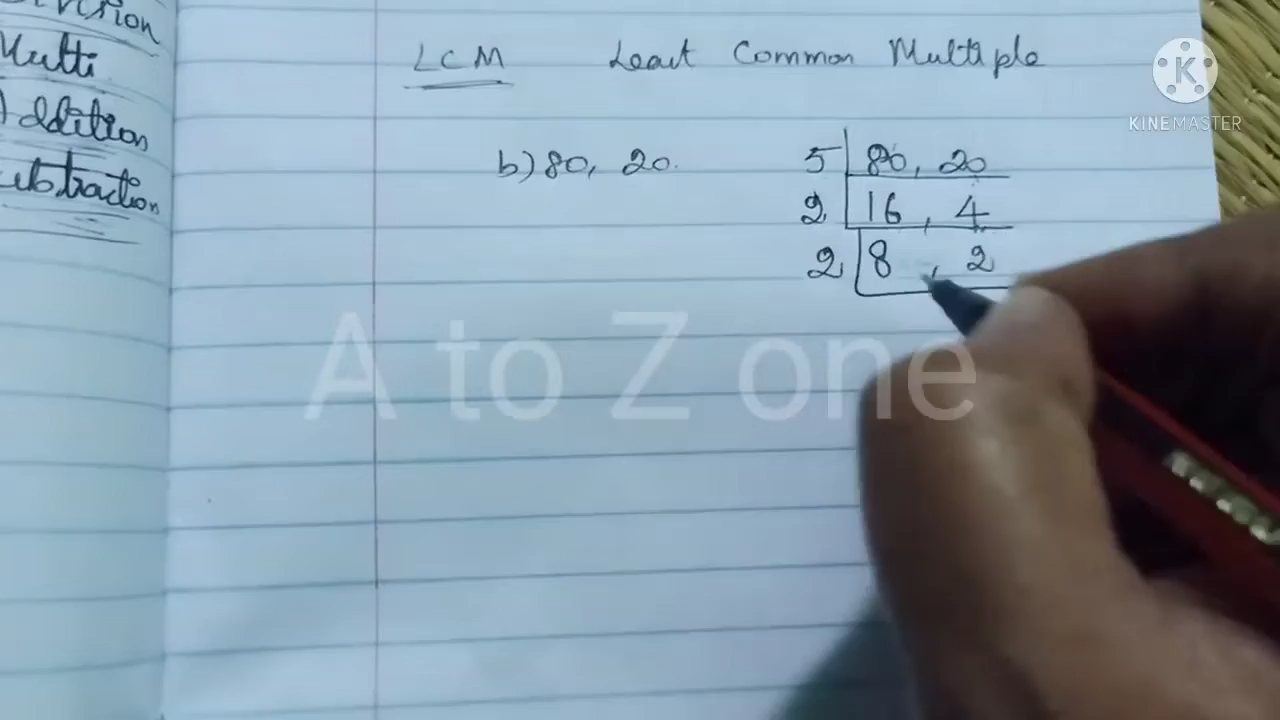 Multi
Addition
LCM Least Common Multiple
b) 80, 20.
5 80, 20
2 16, 4
2 8, 2
A to Z one
K
KINEMASTER